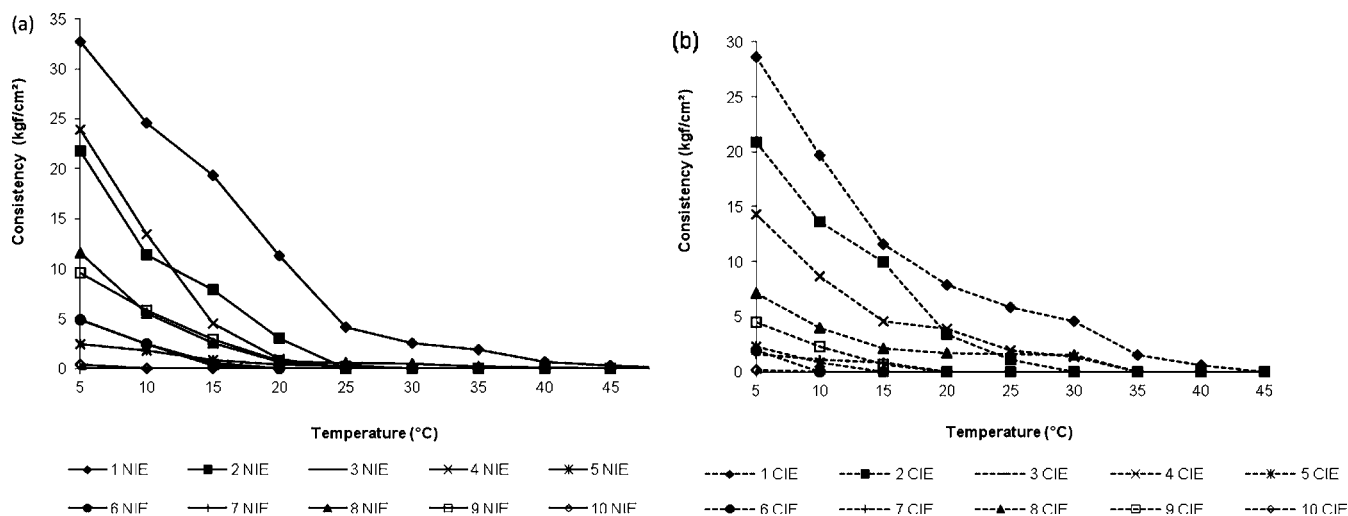 (a)
35
30
25
20
15
10
5
0
Consistency (kgf/cm²)
5 10 15 20 25 30 35 40 45
Temperature (°C)
1 NIE 2 NIE 3 NIE 4 NIE 5 NIE
6 NIE 7 NIE 8 NIE 9 NIE 10 NIE
(b)
30
25
20
15
10
5
0
Consistency (kgf/cm²)
5 10 15 20 25 30 35 40 45
Temperature (°C)
1 CIE 2 CIE 3 CIE 4 CIE 5 CIE
6 CIE 7 CIE 8 CIE 9 CIE 10 CIE